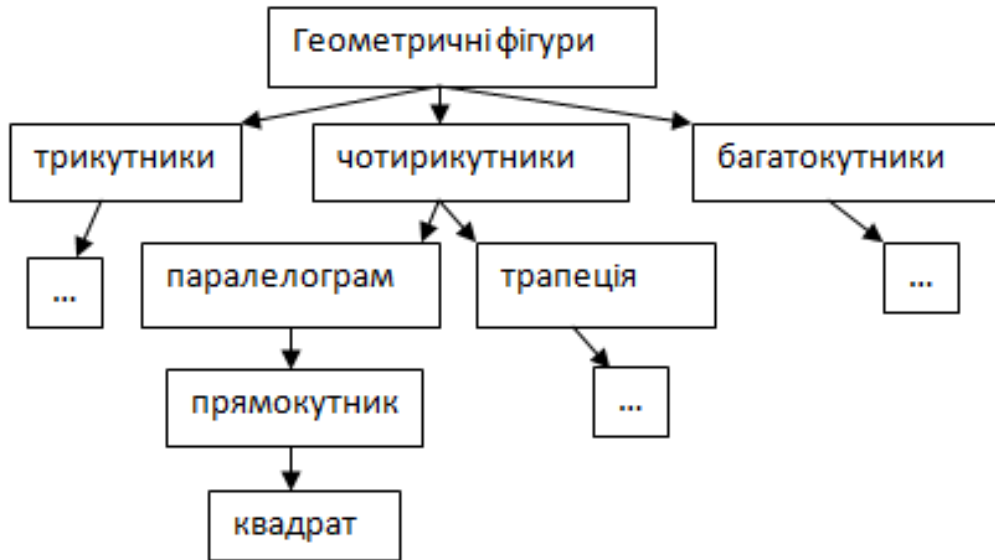 Геометричні фігури
трикутники
чотирикутники
багатокутники
...
паралелограм
трапеція
...
прямокутник
...
квадрат